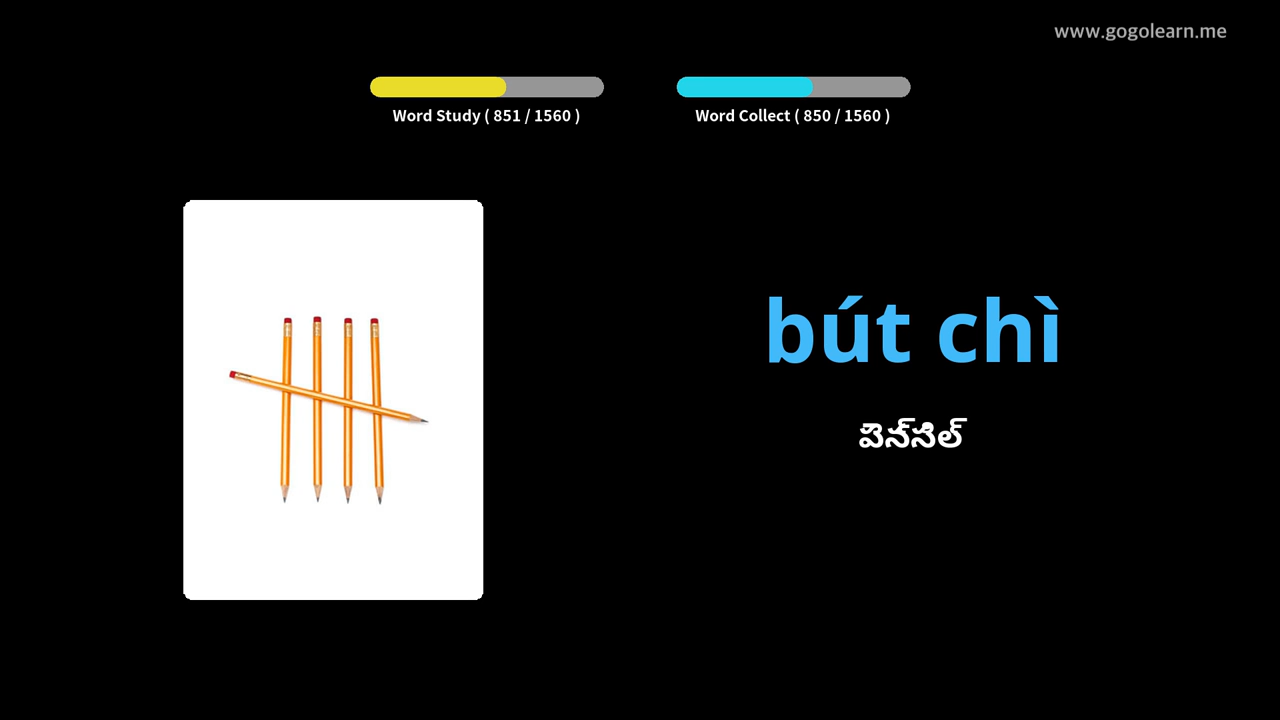 www.gogolearn.me
Word Study ( 851 / 1560 )
Word Collect ( 850 / 1560 )
bút chì
పెన్సిల్